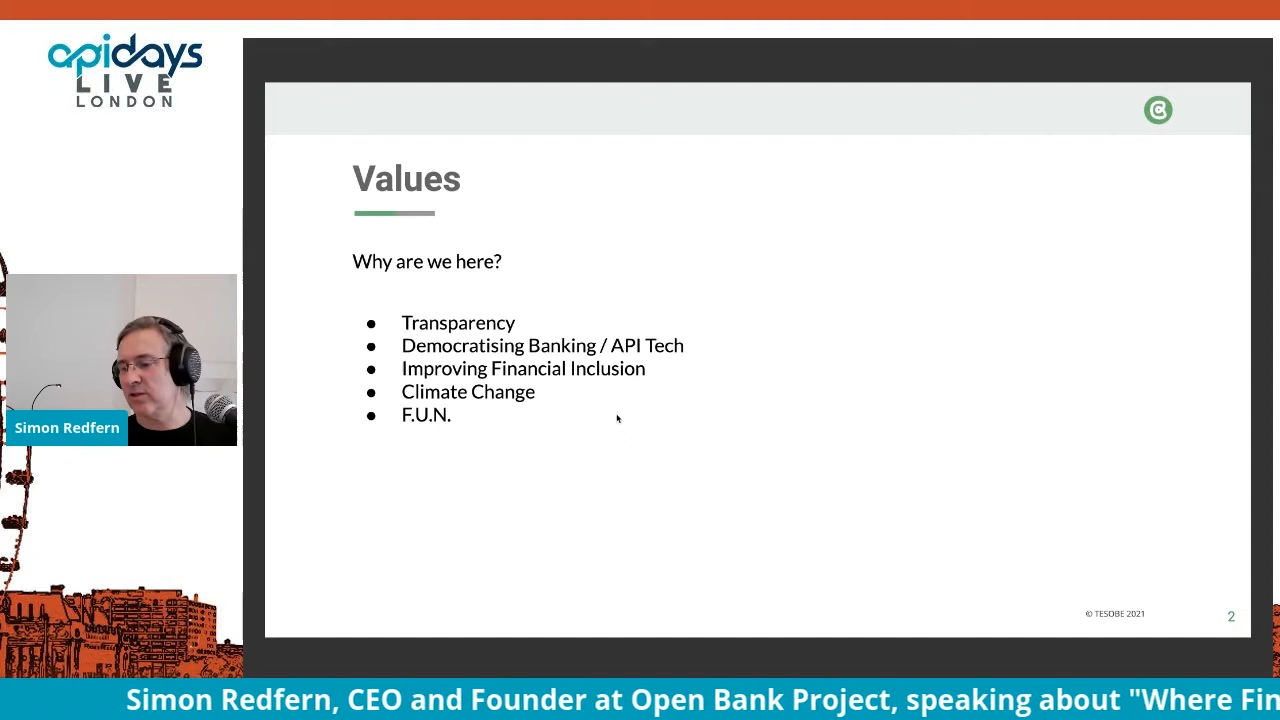 apidays
LIVE
LONDON
Values
Why are we here?
● Transparency
● Democratising Banking / API Tech
● Improving Financial Inclusion
● Climate Change
● F.U.N.
Simon Redfern
© TESOBE 2021
2
Simon Redfern, CEO and Founder at Open Bank Project, speaking about "Where Fin